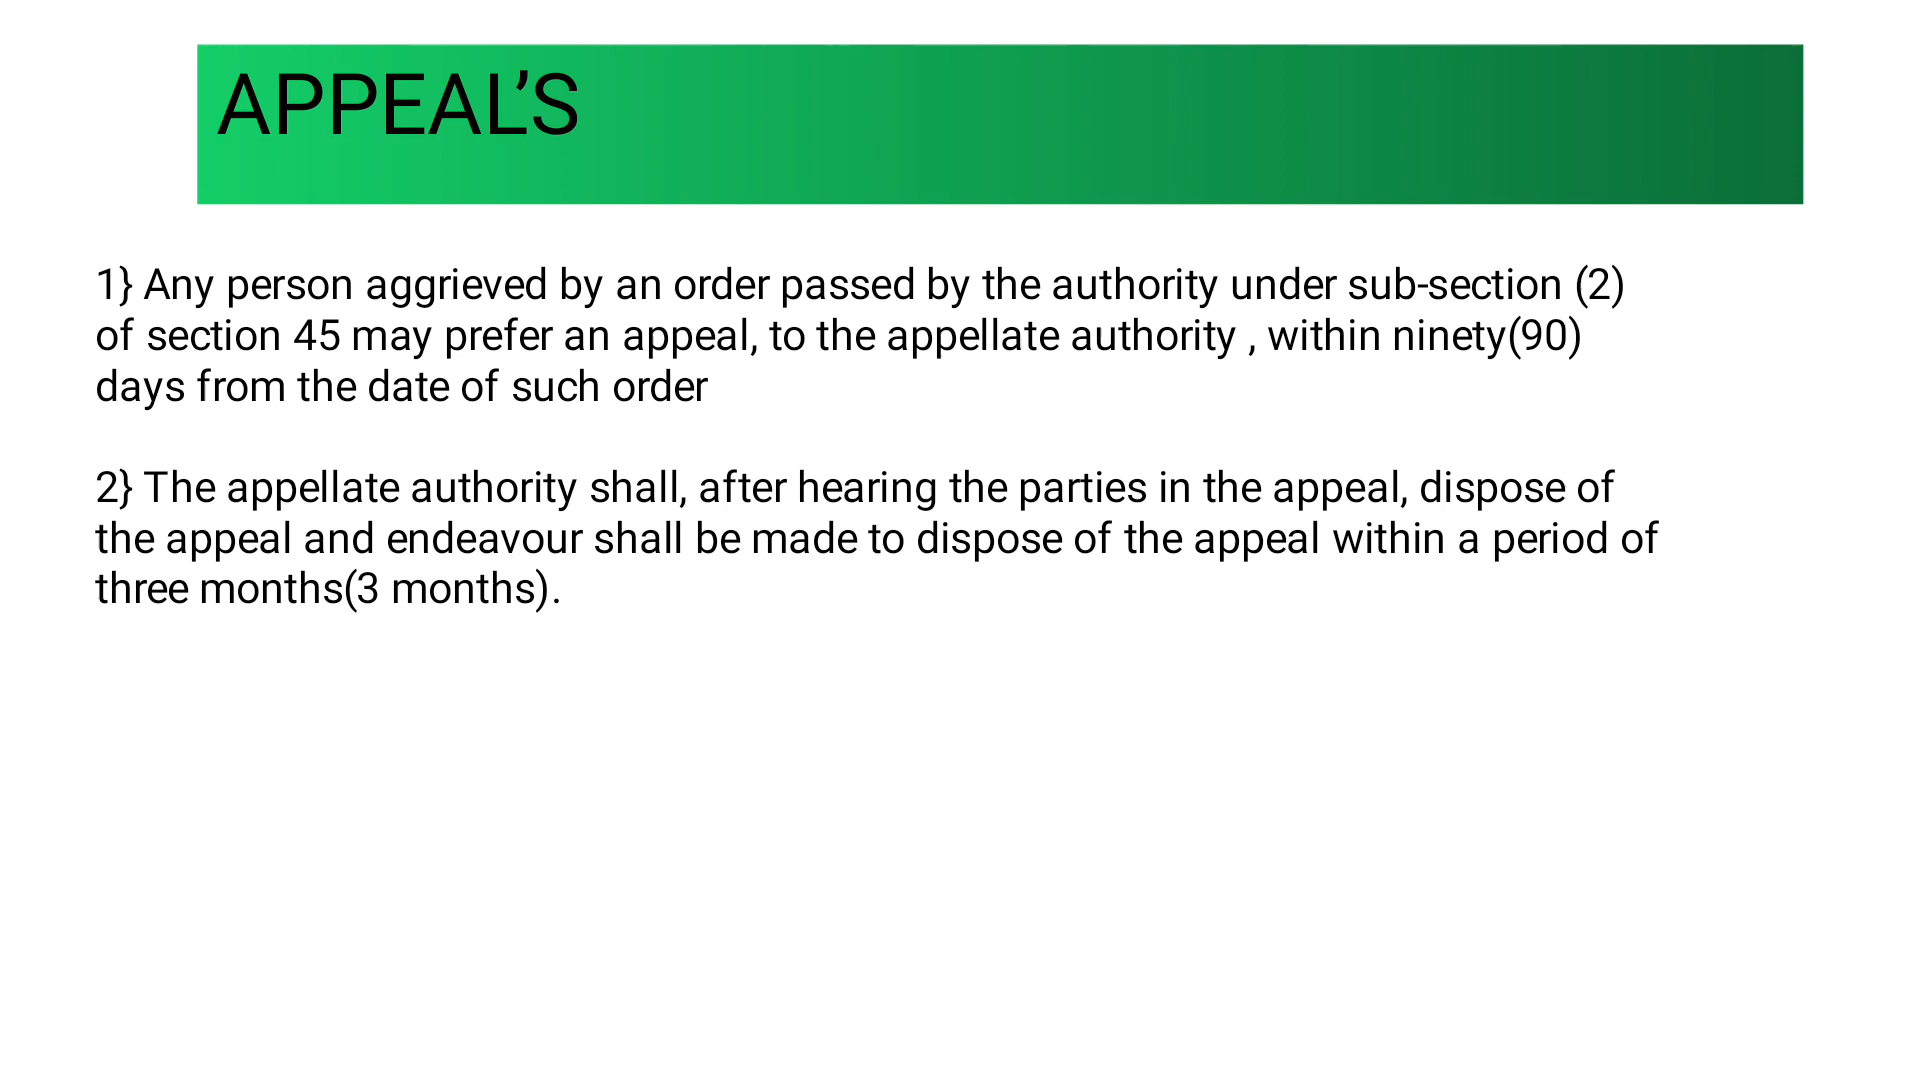 APPEAL’S
1} Any person aggrieved by an order passed by the authority under sub-section (2)
of section 45 may prefer an appeal, to the appellate authority , within ninety(90)
days from the date of such order
2} The appellate authority shall, after hearing the parties in the appeal, dispose of
the appeal and endeavour shall be made to dispose of the appeal within a period of
three months(3 months).